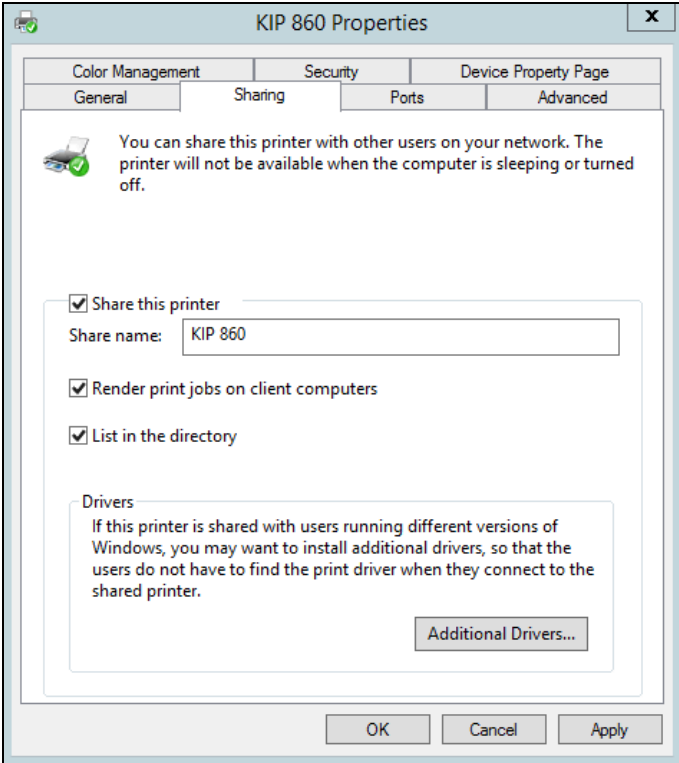 KIP 860 Properties
x
Color Management
Security
Device Property Page
General
Sharing
Ports
Advanced
You can share this printer with other users on your network. The
printer will not be available when the computer is sleeping or turned
off.
Share this printer
Share name:
KIP 860
Render print jobs on client computers
List in the directory
Drivers
If this printer is shared with users running different versions of
Windows, you may want to install additional drivers, so that the
users do not have to find the print driver when they connect to the
shared printer.
Additional Drivers...
OK
Cancel
Apply